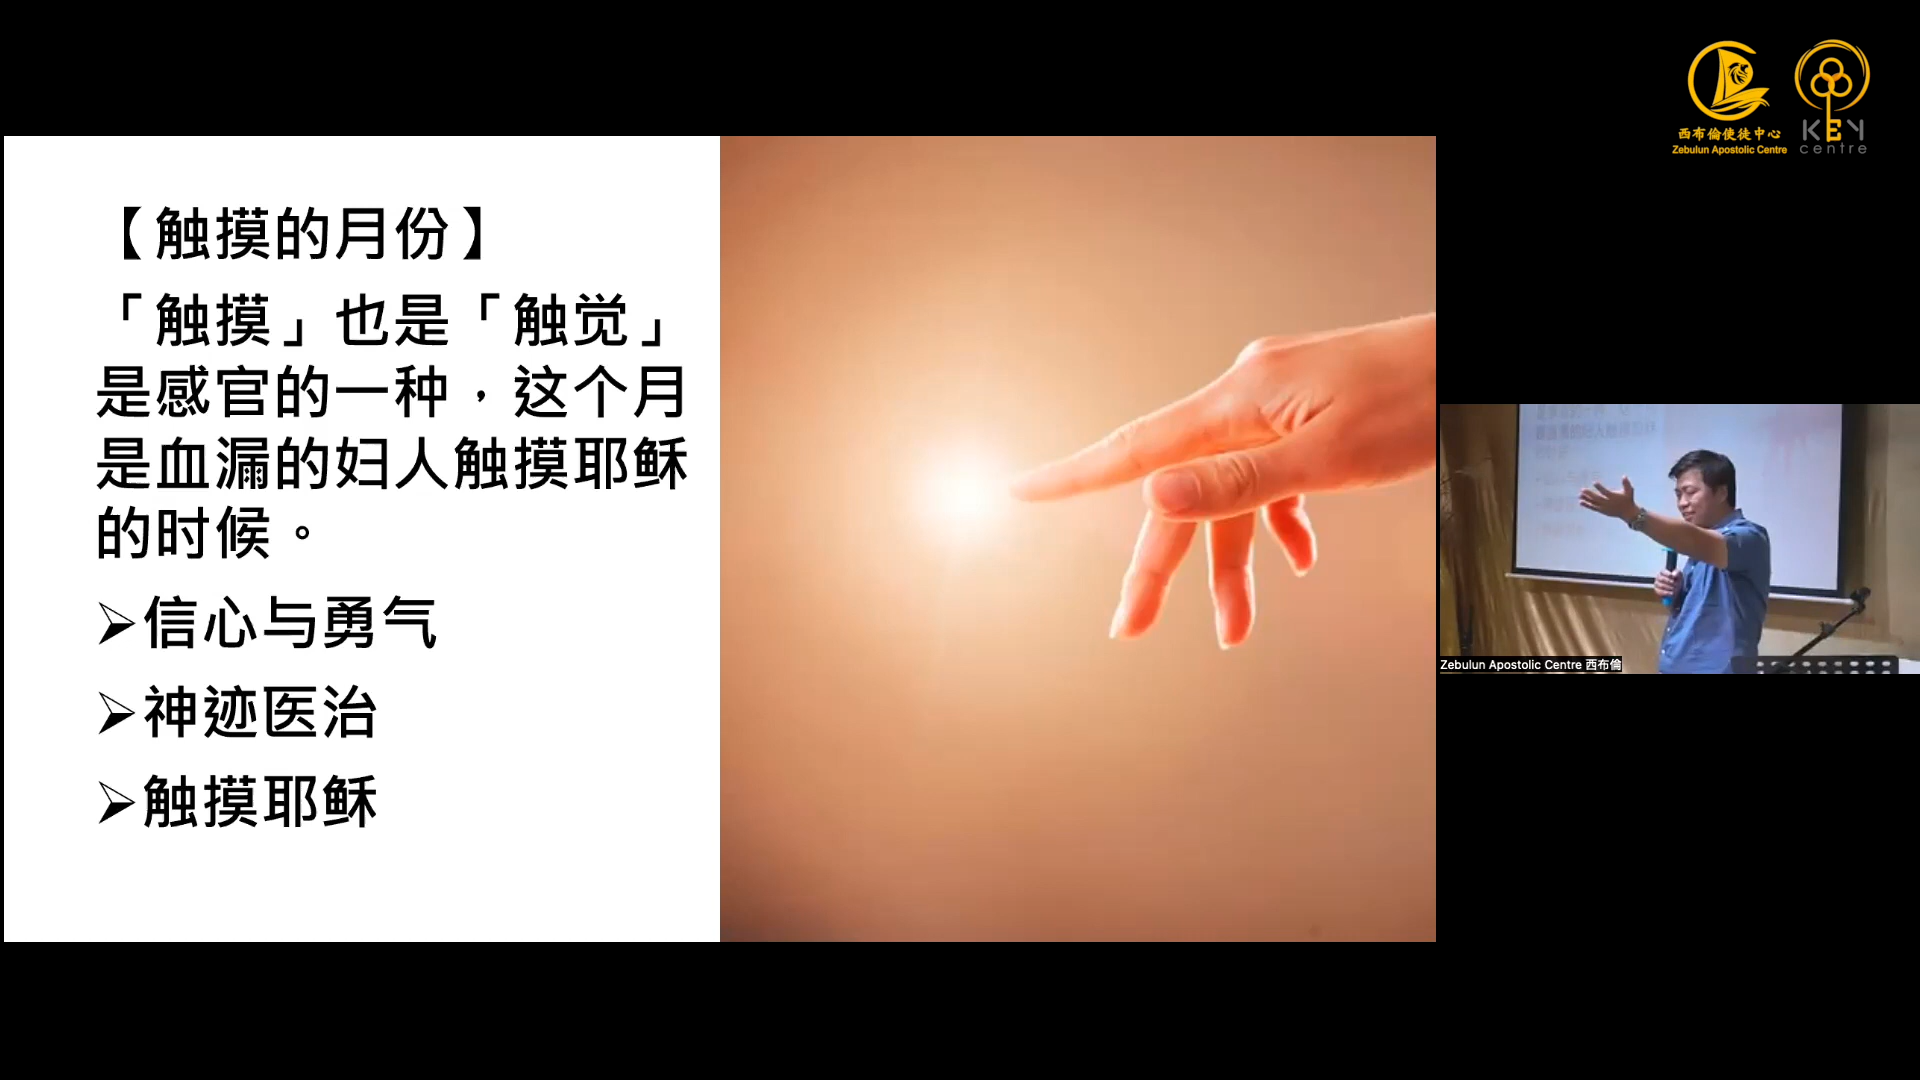 西布倫使徒中心
Zebulun Apostolic Centre
KEY
centre
【触摸的月份】
「触摸」也是「触觉」
是感官的一种，这个月
是血漏的妇人触摸耶稣
的时候。
➢信心与勇气
➢神迹医治
➢触摸耶稣
Zebulun Apostolic Centre 西布倫